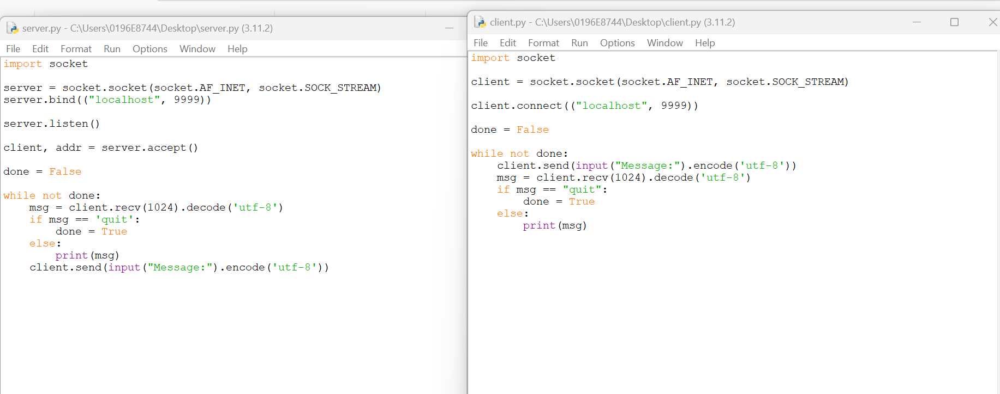 server.py - C:\Users\0196E8744\Desktop\server.py (3.11.2)
File Edit Format Run Options Window Help
import socket
server = socket.socket(socket.AF_INET, socket.SOCK_STREAM)
server.bind(("localhost", 9999))
server.listen()
client, addr = server.accept()
done = False
while not done:
    msg = client.recv(1024).decode('utf-8')
    if msg == 'quit':
        done = True
    else:
        print(msg)
    client.send(input("Message:").encode('utf-8'))
client.py - C:\Users\0196E8744\Desktop\client.py (3.11.2)
File Edit Format Run Options Window Help
import socket
client = socket.socket(socket.AF_INET, socket.SOCK_STREAM)
client.connect(("localhost", 9999))
done = False
while not done:
    client.send(input("Message:").encode('utf-8'))
    msg = client.recv(1024).decode('utf-8')
    if msg == "quit":
        done = True
    else:
        print(msg)